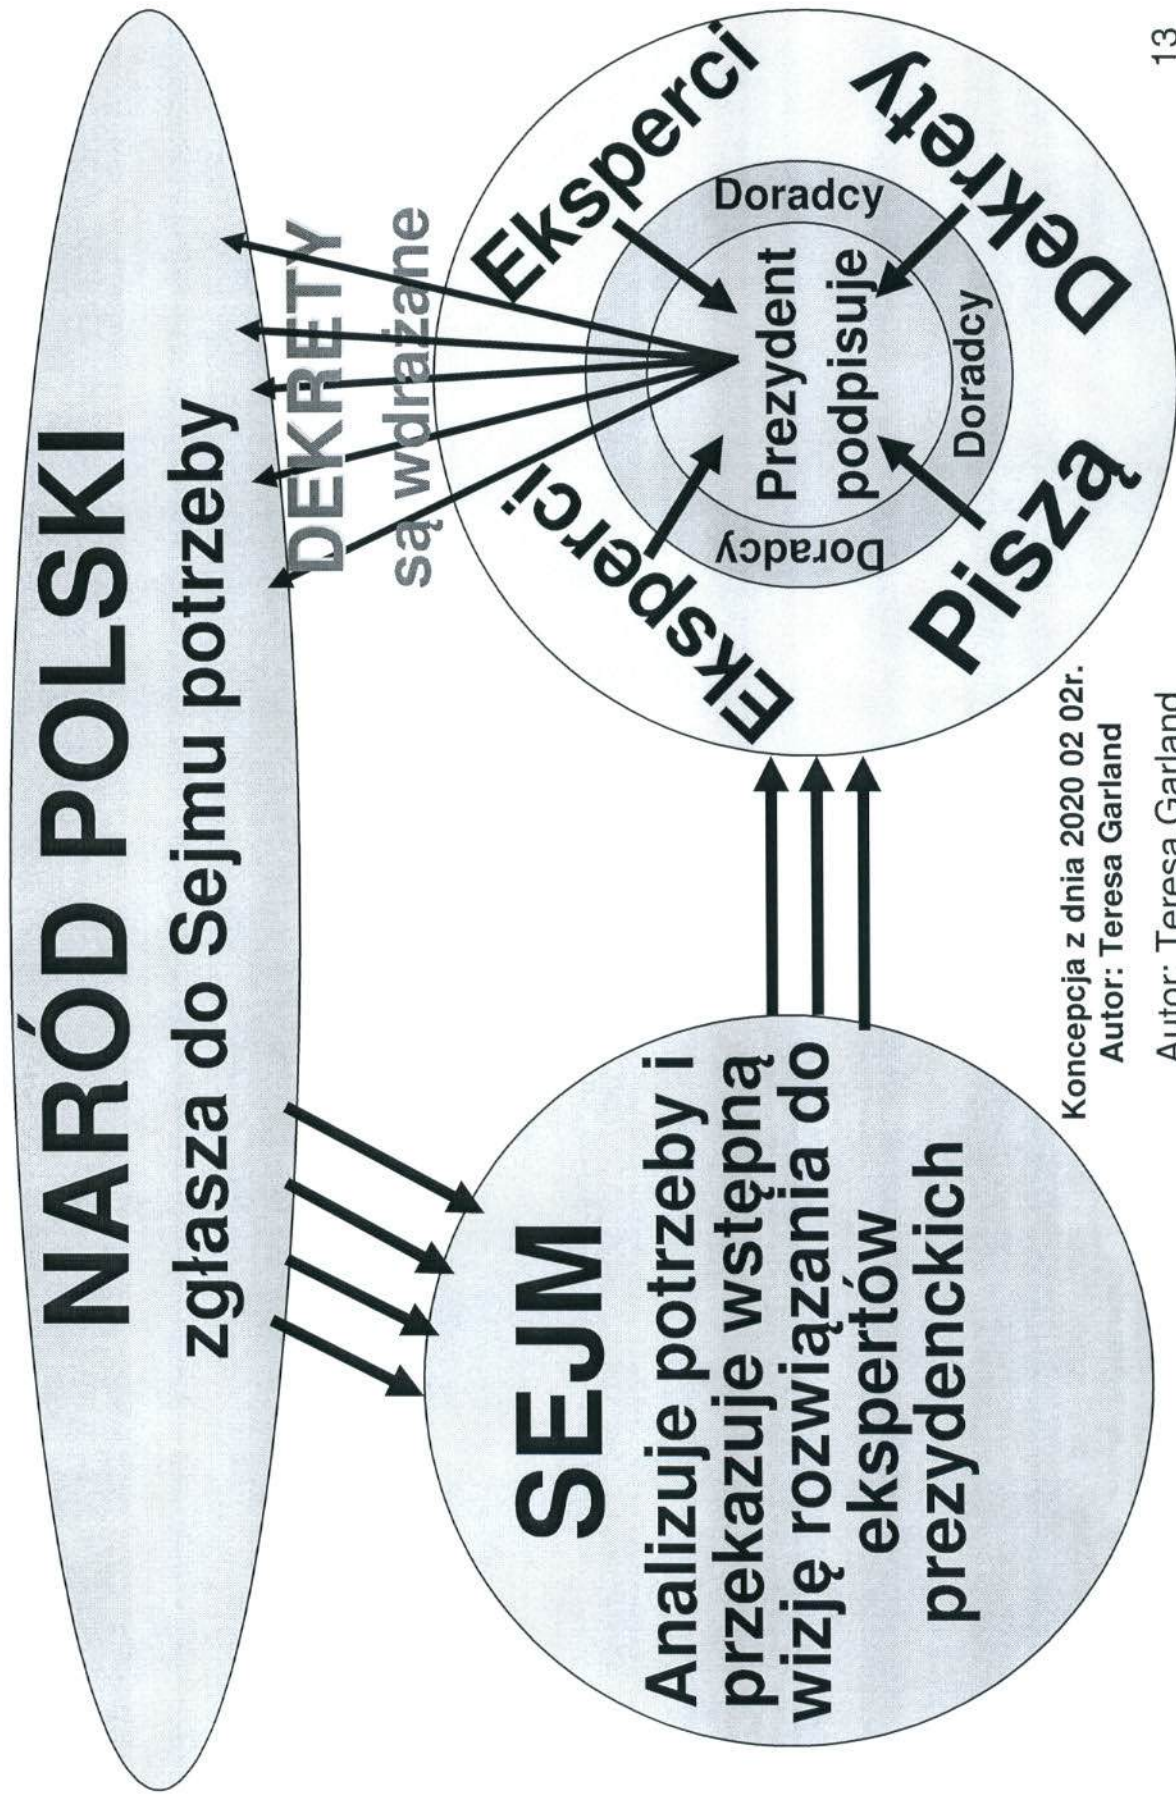 NARÓD POLSKI
zgłasza do Sejmu potrzeby
DEKRETY
są wdrażane
SEJM
Analizuje potrzeby i
przekazuje wstępną
wizję rozwiązania do
ekspertów
prezydenckich
Eksperci
Eksperci
Piszą
Dekrety
Doradcy
Doradcy
Doradcy
Prezydent
podpisuje
Koncepcja z dnia 2020 02 02r.
Autor: Teresa Garland
Autor: Teresa Garland
13